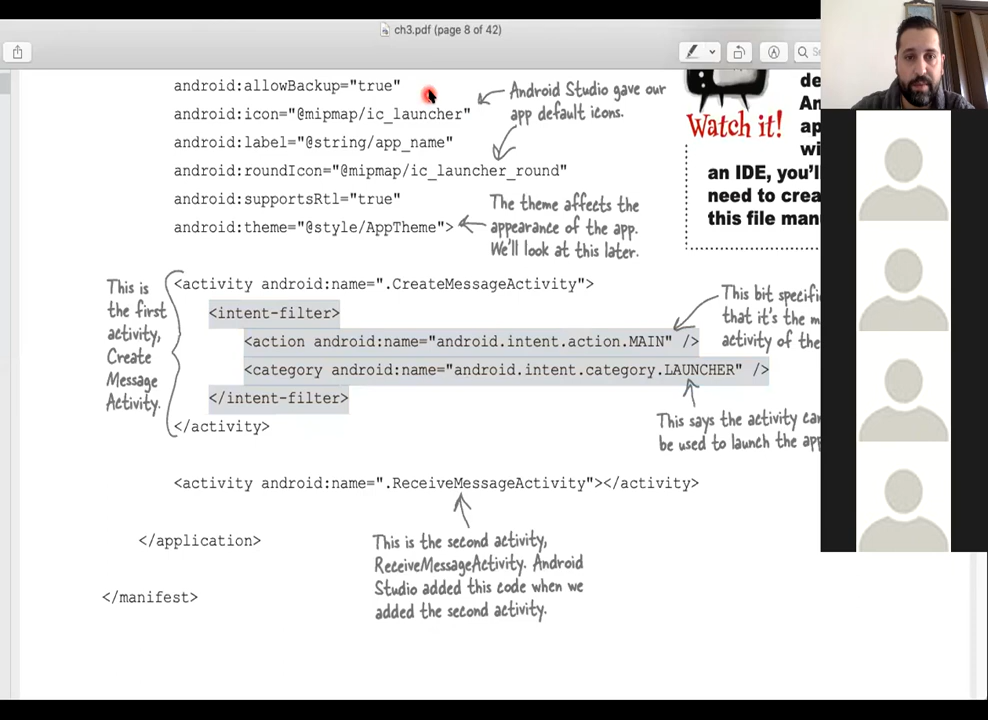 ch3.pdf (page 8 of 42)
android:allowBackup="true"
android:icon="@mipmap/ic_launcher"
android:label="@string/app_name"
android:roundIcon="@mipmap/ic_launcher_round"
android:supportsRtl="true"
android:theme="@style/AppTheme">
Android Studio gave our
app default icons.
The theme affects the
appearance of the app.
We'll look at this later.
Watch it!
an IDE, you'l
need to crea
this file man
This is
the first
activity,
Create
Message
Activity.
<activity android:name=".CreateMessageActivity">
<intent-filter>
<action android:name="android.intent.action.MAIN" />
<category android:name="android.intent.category.LAUNCHER" />
</intent-filter>
</activity>
This bit specifi
that it's the m
activity of the
This says the activity can
be used to launch the app
<activity android:name=".ReceiveMessageActivity"></activity>
This is the second activity,
ReceiveMessageActivity. Android
Studio added this code when we
added the second activity.
</application>
</manifest>